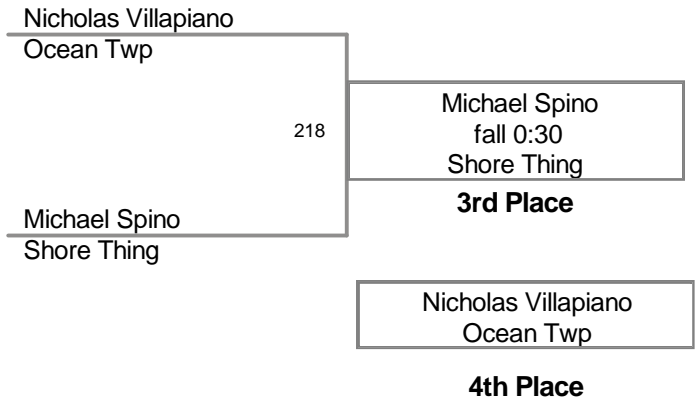 Nicholas Villapiano
Ocean Twp
218
Michael Spino
fall 0:30
Shore Thing
3rd Place
Michael Spino
Shore Thing
Nicholas Villapiano
Ocean Twp
4th Place